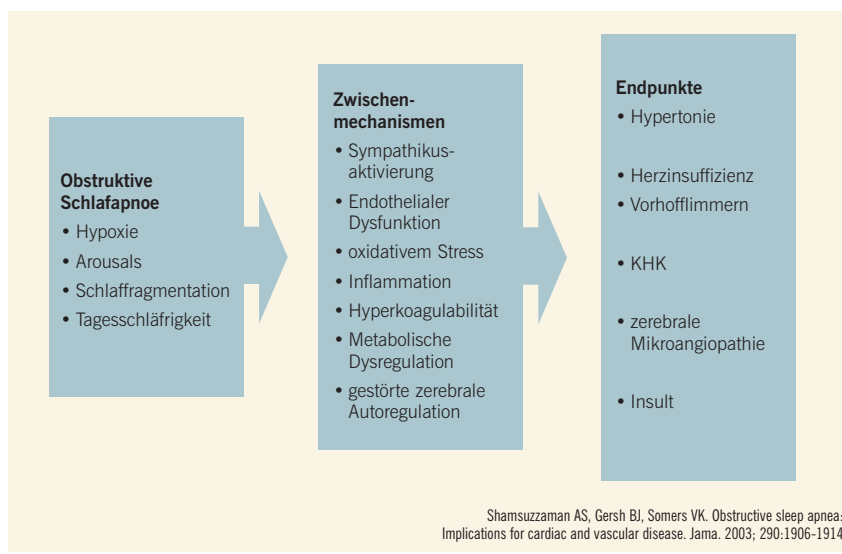 Obstruktive
Schlafapnoe
• Hypoxie
• Arousals
• Schlaffragmentation
• Tagesschläfrigkeit
Zwischen-
mechanismen
• Sympathikus-
aktivierung
• Endothelialer
Dysfunktion
• oxidativem Stress
• Inflammation
• Hyperkoagulabilität
• Metabolische
Dysregulation
• gestörte zerebrale
Autoregulation
Endpunkte
• Hypertonie
• Herzinsuffizienz
• Vorhofflimmern
• KHK
• zerebrale
Mikroangiopathie
• Insult
Shamsuzzaman AS, Gersh BJ, Somers VK. Obstructive sleep apnea:
Implications for cardiac and vascular disease. Jama. 2003; 290:1906-1914